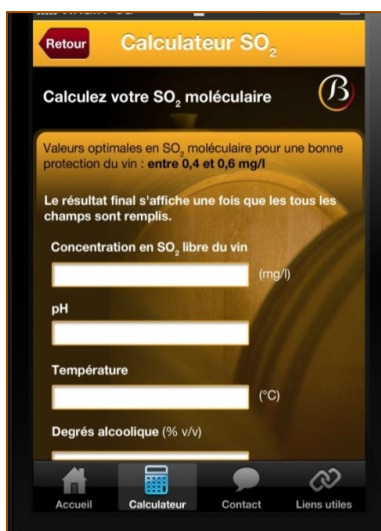 Retour
Calculateur SO₂
Calculez votre SO₂ moléculaire
B
Valeurs optimales en SO₂ moléculaire pour une bonne
protection du vin : entre 0,4 et 0,6 mg/l
Le résultat final s'affiche une fois que les tous les
champs sont remplis.
Concentration en SO₂ libre du vin
(mg/l)
pH
Température
(°C)
Degrés alcoolique (% v/v)
Accueil
Calculateur
Contact
Liens utiles